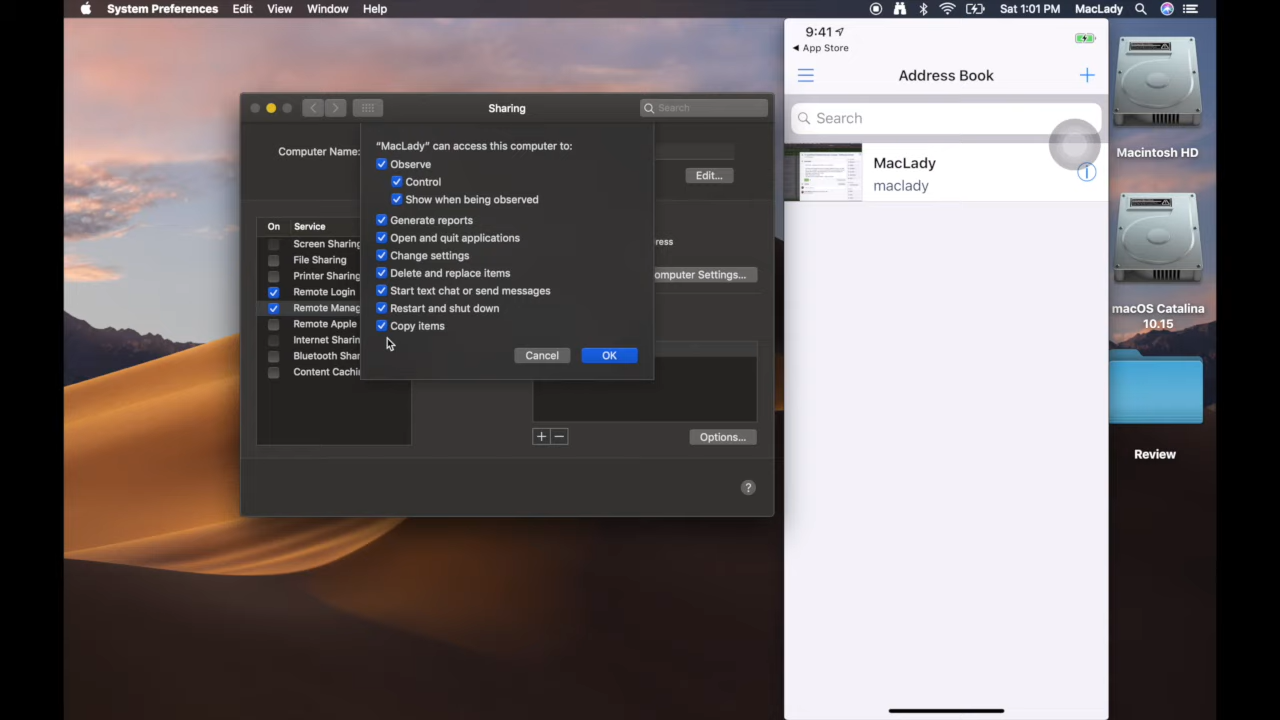 System Preferences Edit View Window Help Sat 1:01 PM MacLady
Sharing
Search
Computer Name:
Edit...
On Service
Screen Sharing
File Sharing
Printer Sharing
Remote Login
Remote Manag
Remote Apple
Internet Sharin
Bluetooth Shar
Content Cachin
"MacLady" can access this computer to:
Observe
Control
Show when being observed
Generate reports
Open and quit applications
Change settings
Delete and replace items
Start text chat or send messages
Restart and shut down
Copy items
Cancel OK
ress
omputer Settings...
+ −
Options...
?
9:41
◀ App Store
Address Book
+
Search
MacLady
maclady
Macintosh HD
macOS Catalina
10.15
Review